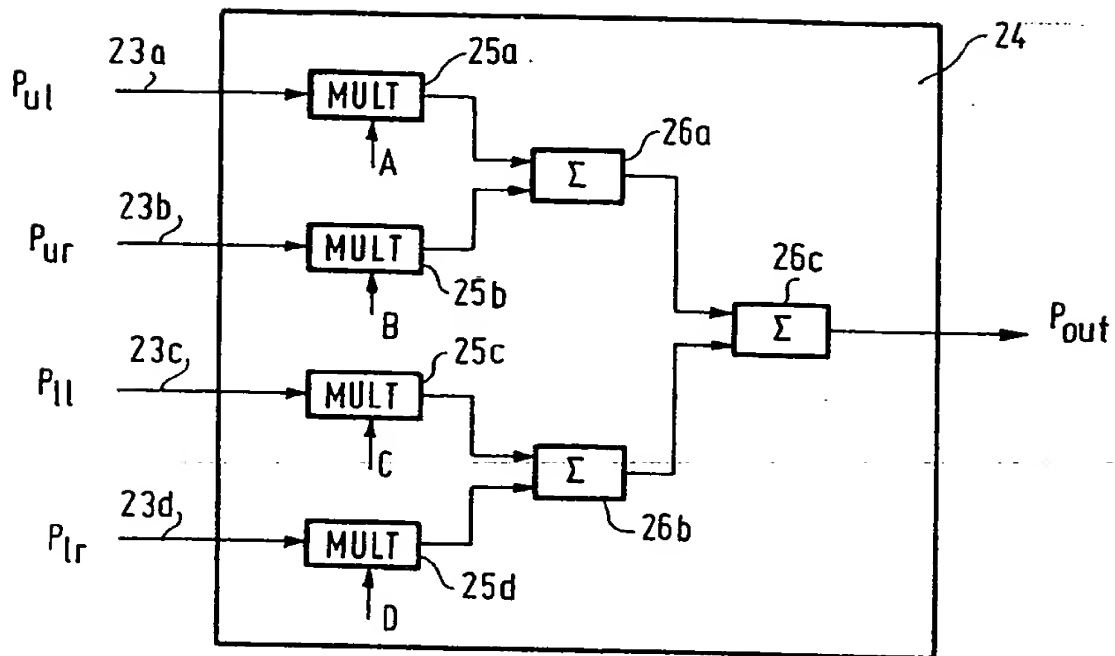 24
23a
25a
P_ul
MULT
A
26a
Σ
23b
P_ur
MULT
25b
B
26c
Σ
P_out
23c
25c
P_ll
MULT
C
Σ
26b
23d
P_lr
MULT
25d
D